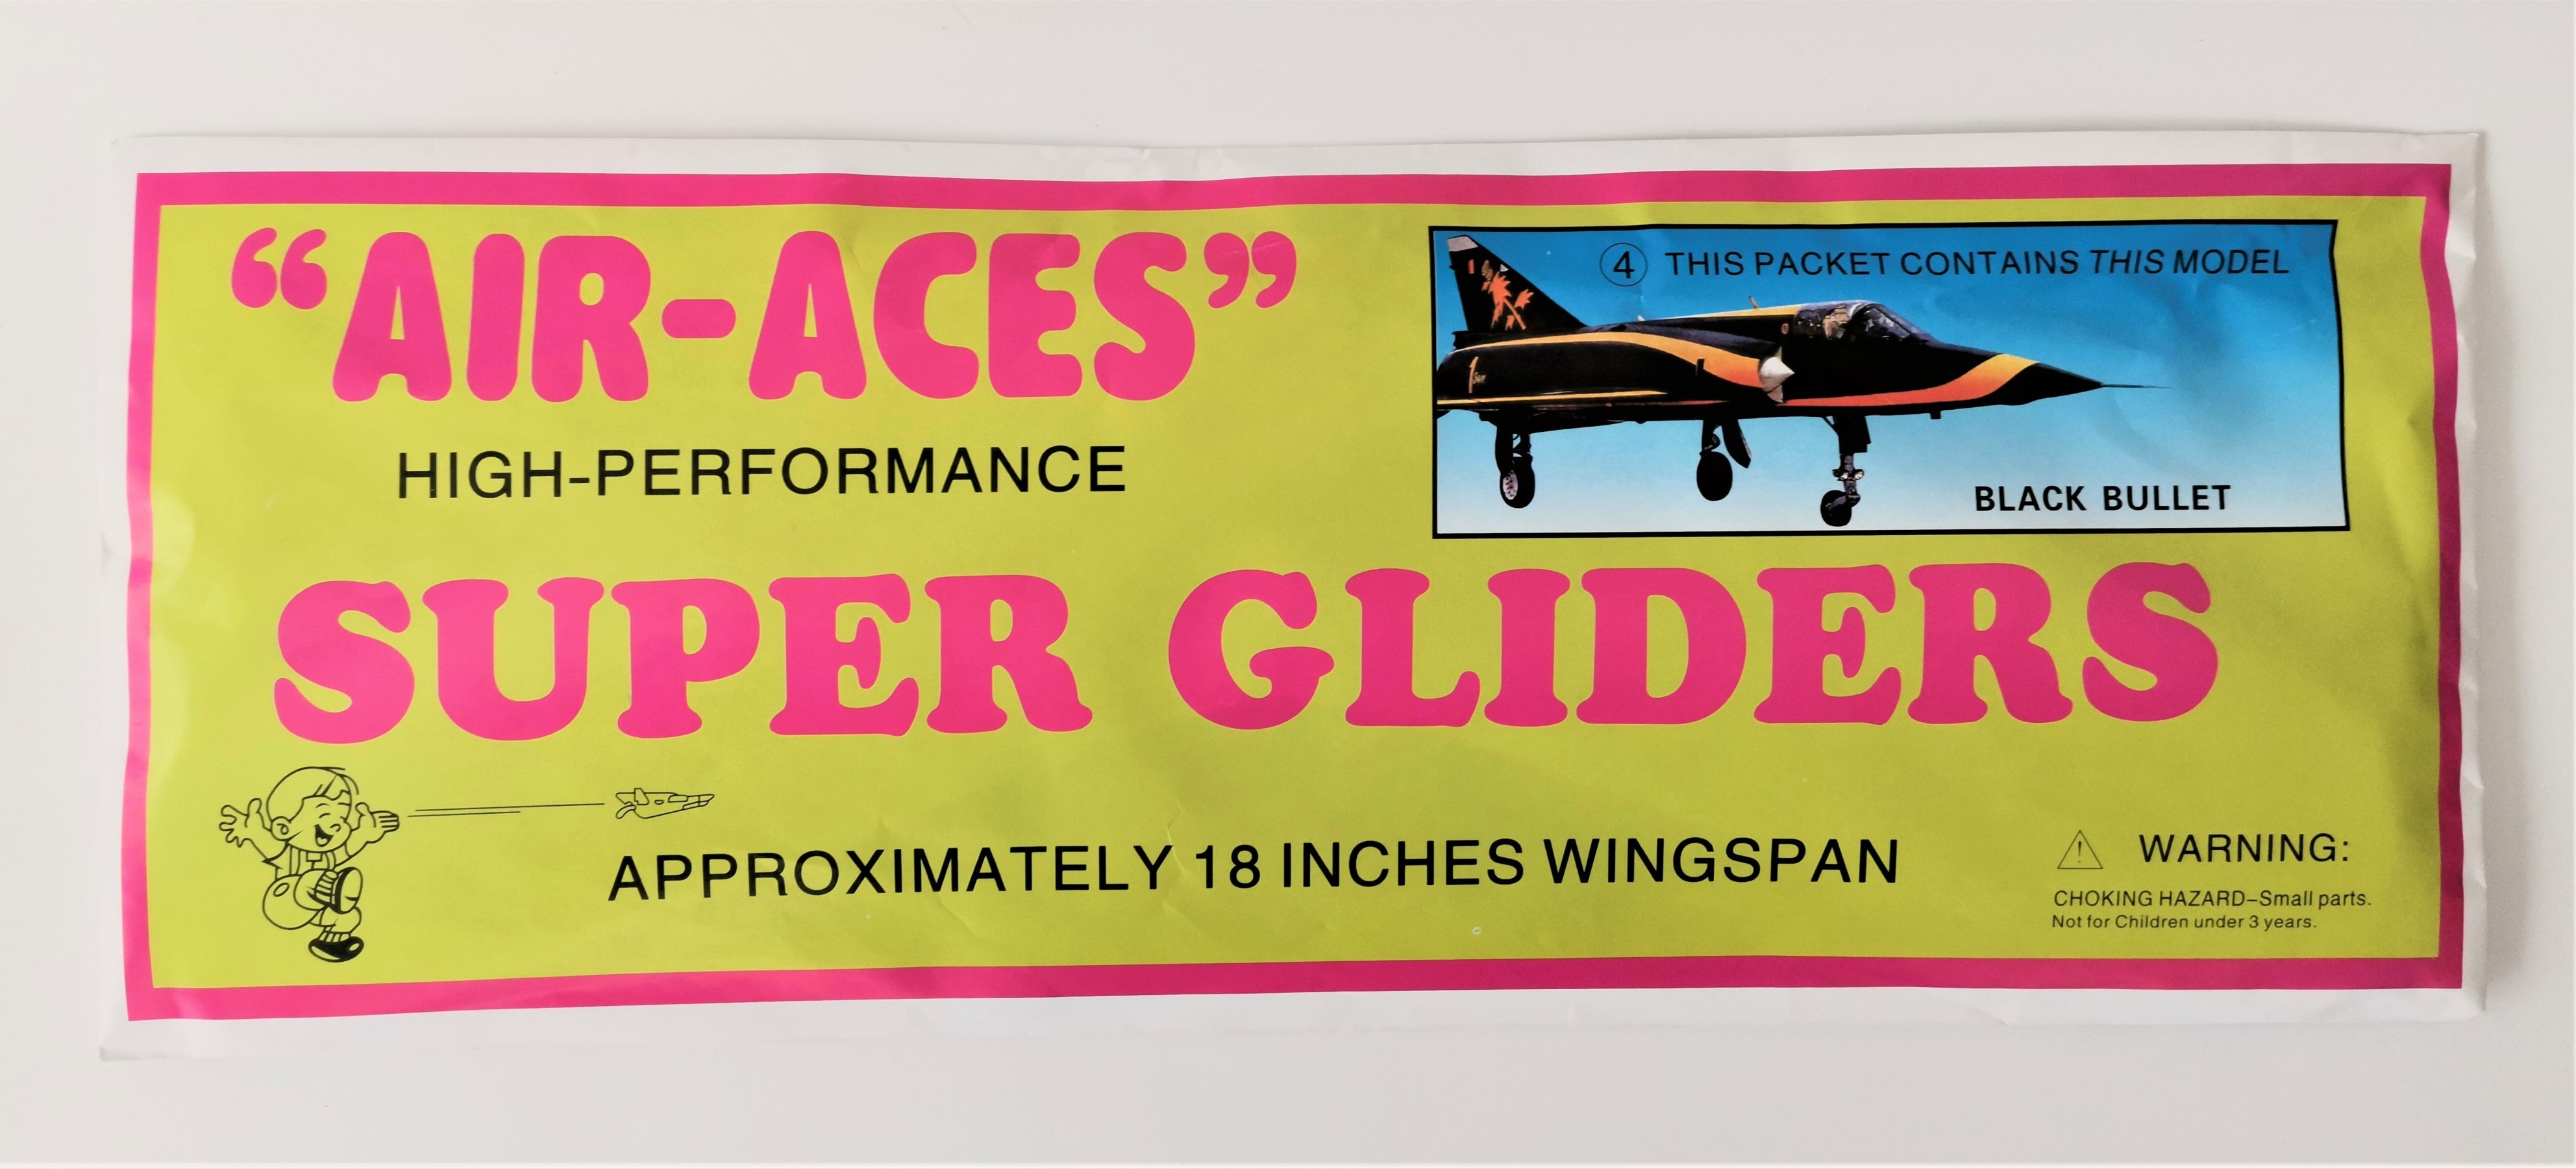 “AIR-ACES”
HIGH-PERFORMANCE
④ THIS PACKET CONTAINS THIS MODEL
BLACK BULLET
SUPER GLIDERS
APPROXIMATELY 18 INCHES WINGSPAN
WARNING:
CHOKING HAZARD–Small parts.
Not for Children under 3 years.